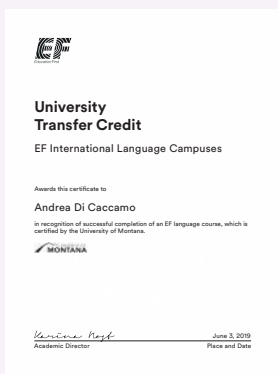 EF
Education First
University
Transfer Credit
EF International Language Campuses
Awards this certificate to
Andrea Di Caccamo
in recognition of successful completion of an EF language course, which is
certified by the University of Montana.
MONTANA
June 3, 2019
Academic Director
Place and Date